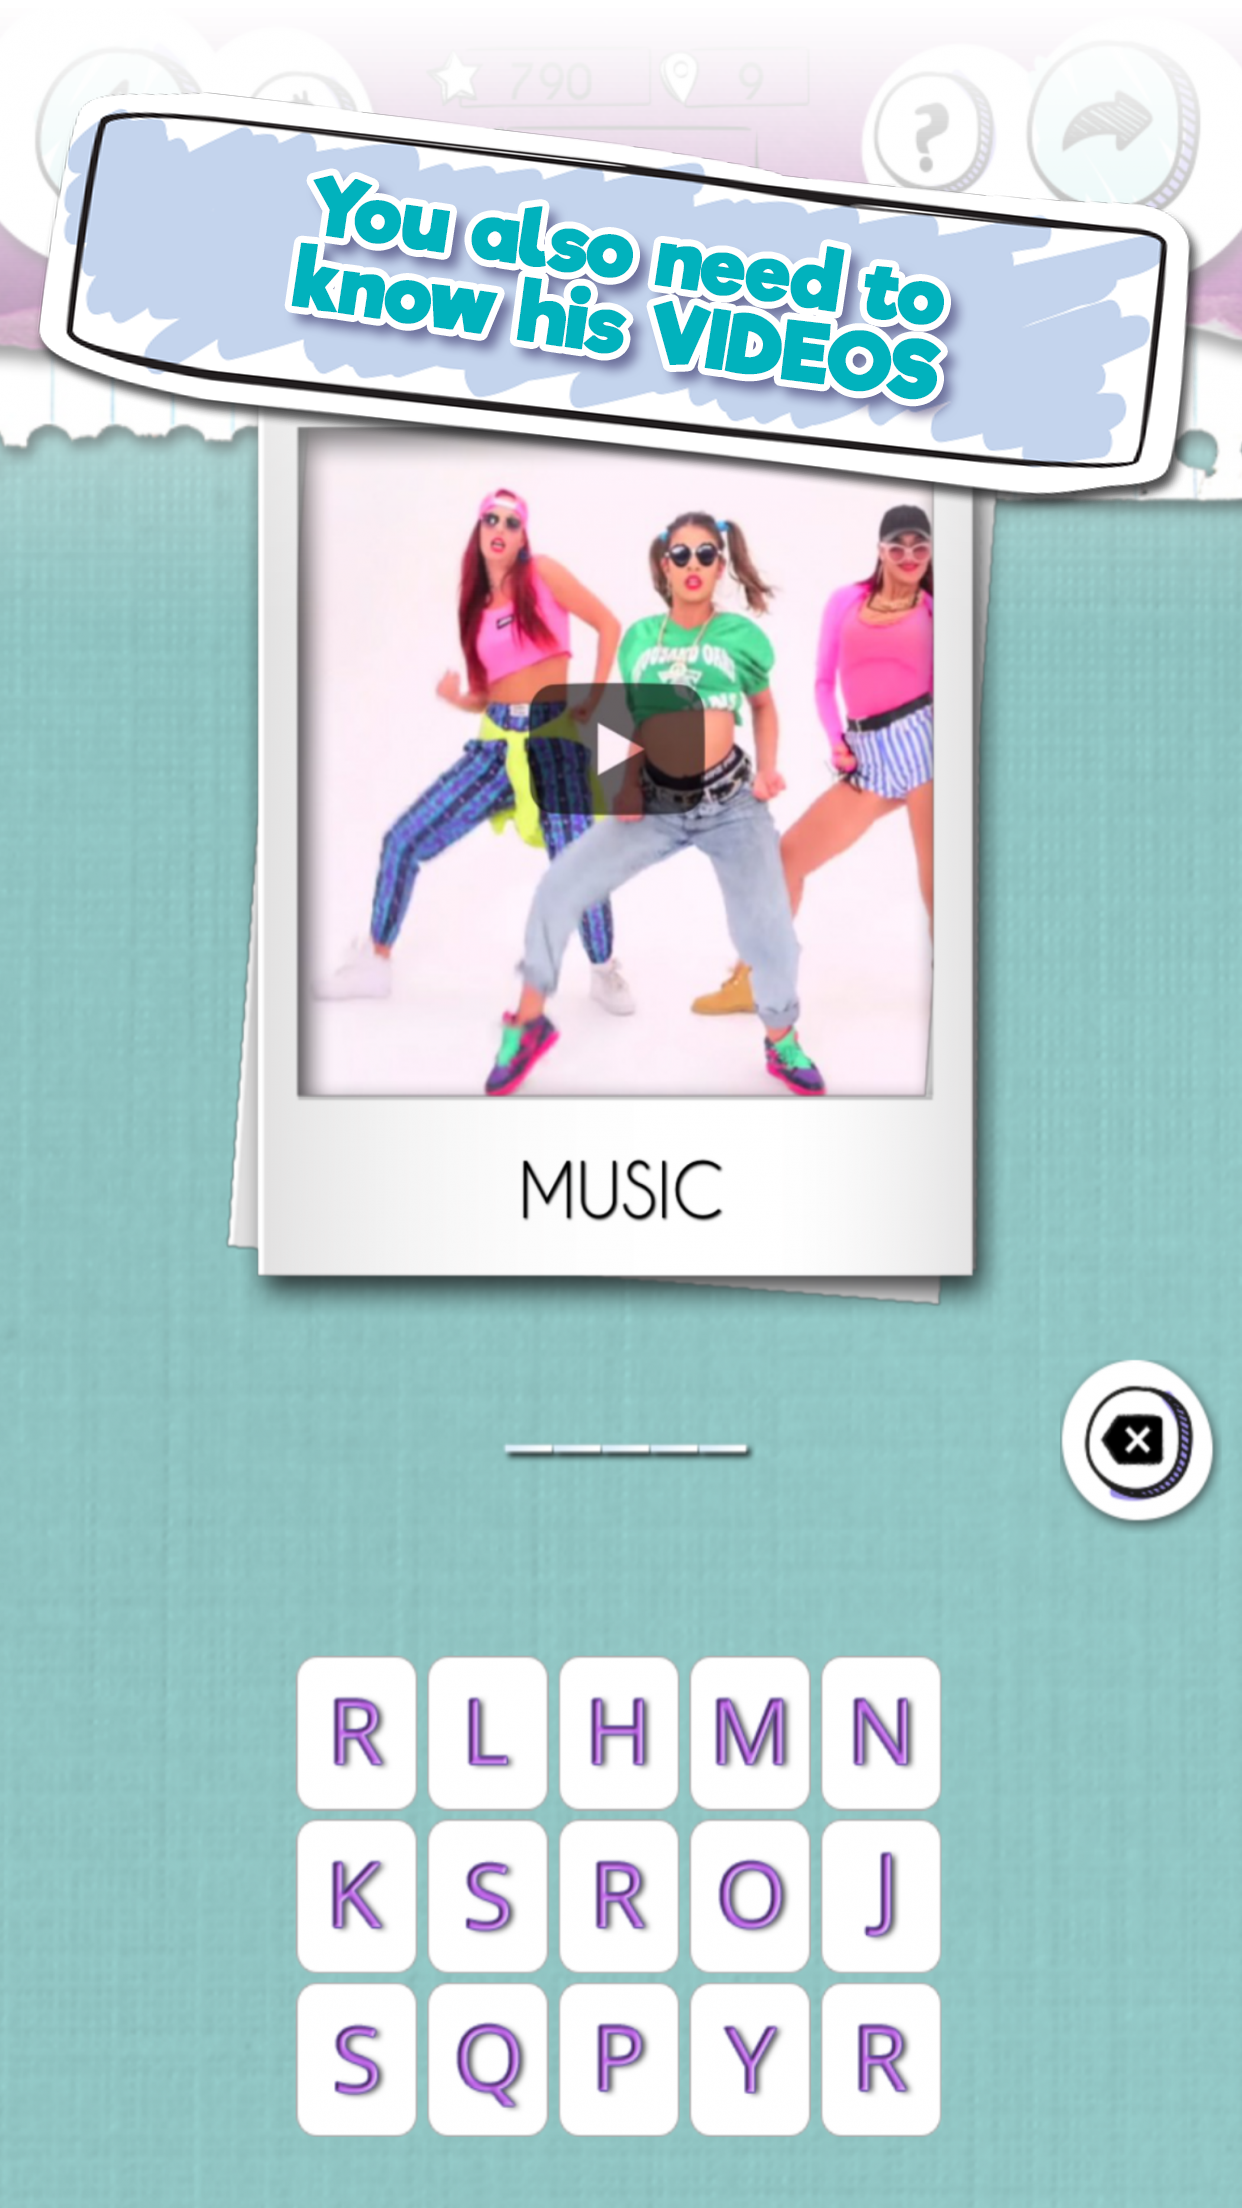 790
9
?
You also need to
know his VIDEOS
MUSIC
R L H M N
K S R O J
S Q P Y R